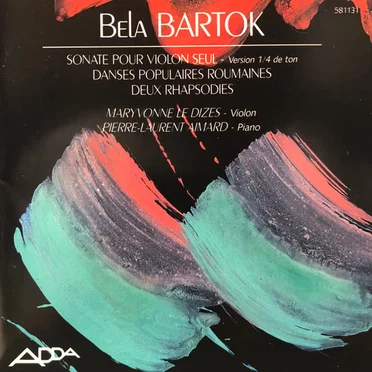 581131
Bela BARTOK
SONATE POUR VIOLON SEUL - Version 1/4 de ton
DANSES POPULAIRES ROUMAINES
DEUX RHAPSODIES
MARYVONNE LE DIZES - Violon
PIERRE-LAURENT AIMARD - Piano
ADDA